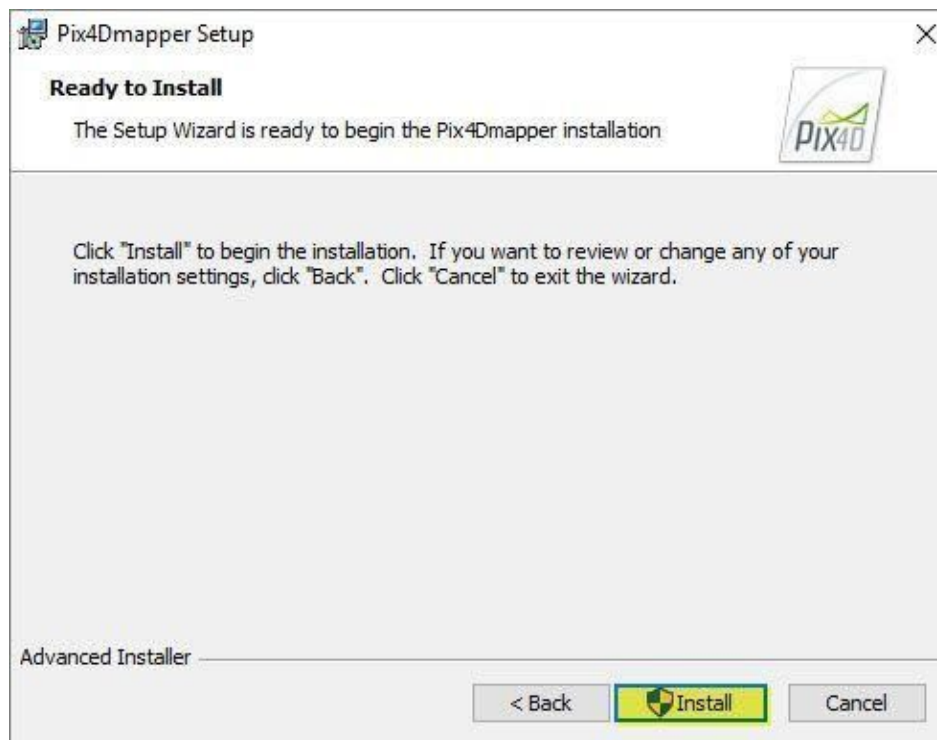 Pix4Dmapper Setup
Ready to Install
The Setup Wizard is ready to begin the Pix4Dmapper installation
PIX4D
Click "Install" to begin the installation. If you want to review or change any of your
installation settings, click "Back". Click "Cancel" to exit the wizard.
Advanced Installer
< Back
Install
Cancel